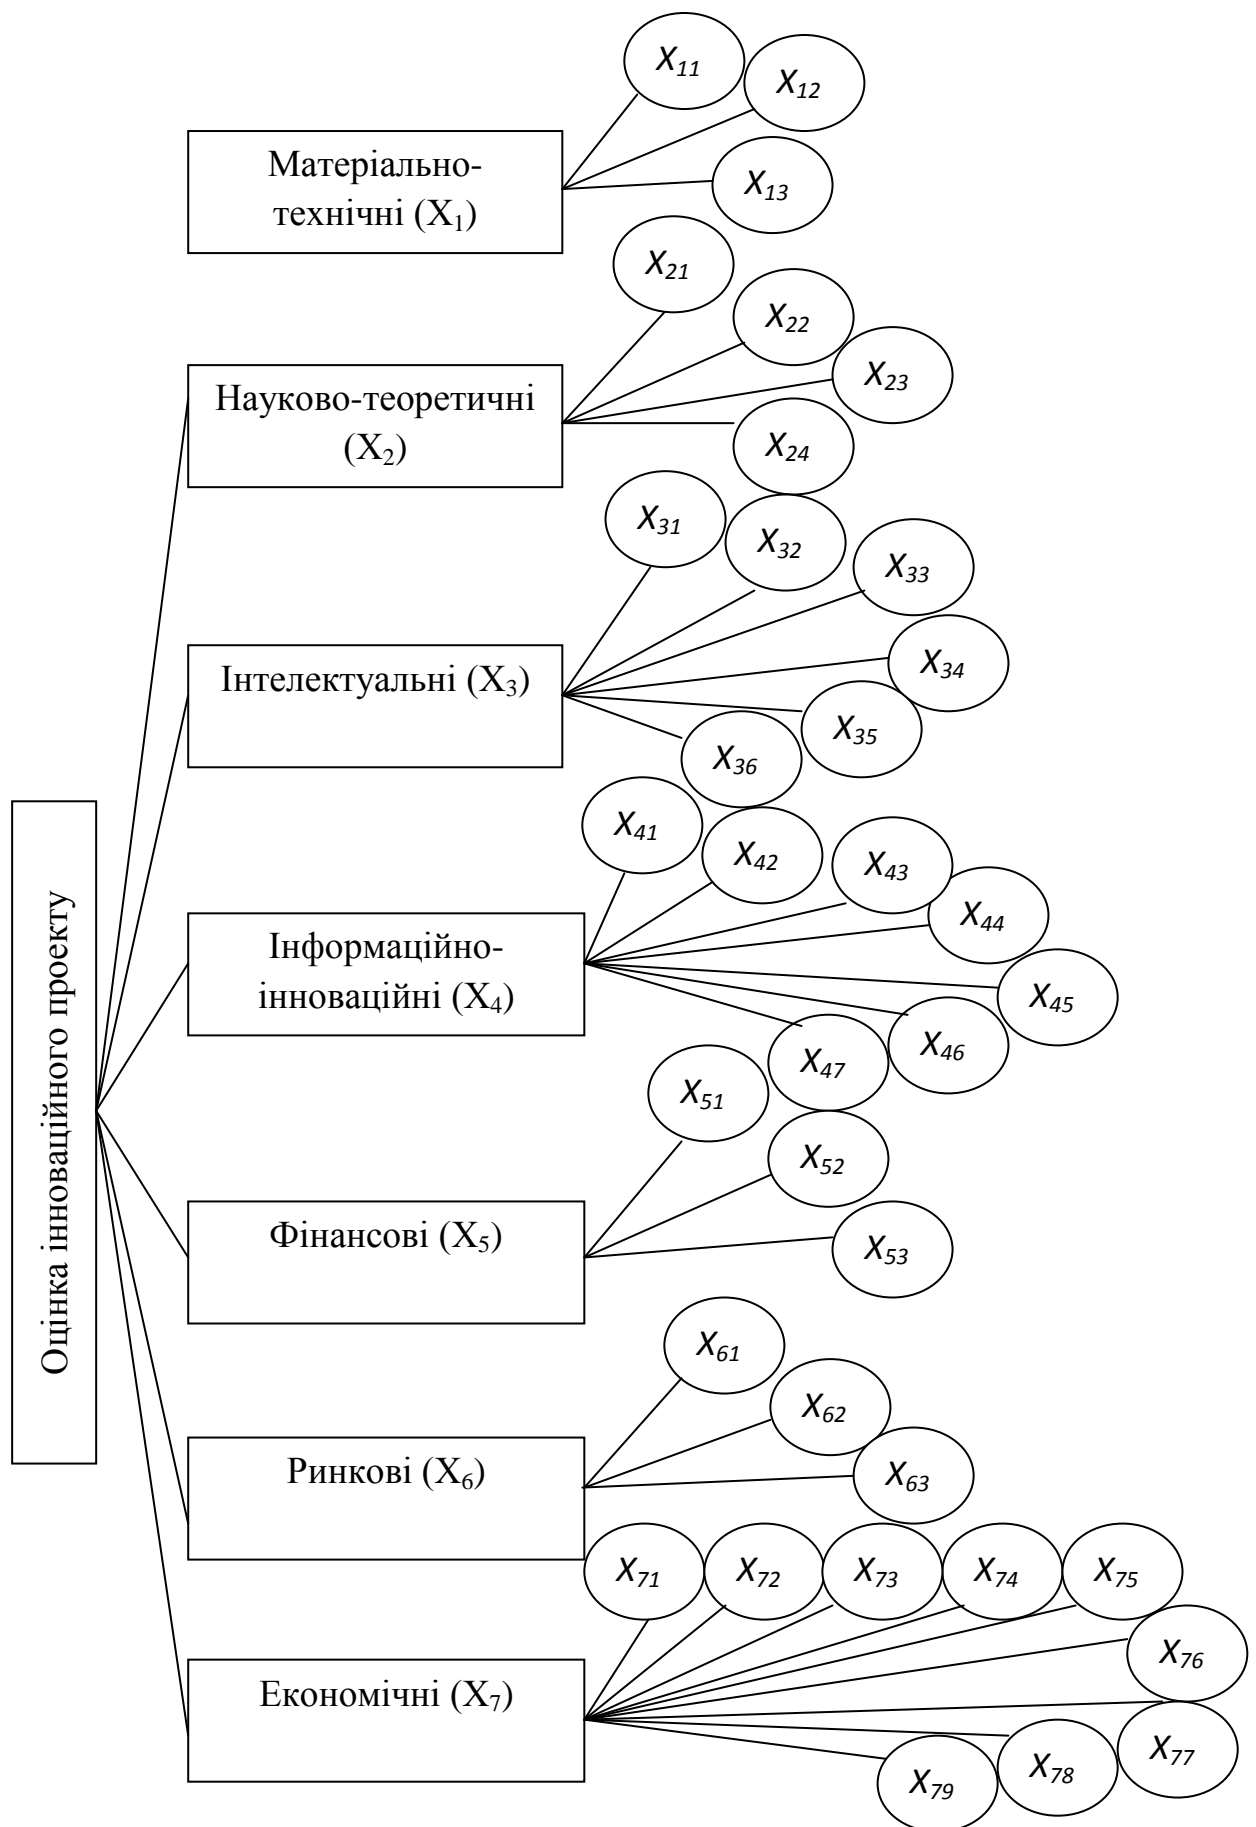 X11
X12
Матеріально-
технічні (X1)
X13
X21
X22
X23
Науково-теоретичні
(X2)
X24
X31
X32
X33
Інтелектуальні (X3)
X34
X35
X36
X41
X42
X43
X44
Інформаційно-
інноваційні (X4)
X45
X46
X47
Оцінка інноваційного проекту
X51
X52
Фінансові (X5)
X53
X61
X62
Ринкові (X6)
X63
X71
X72
X73
X74
X75
X76
Економічні (X7)
X77
X78
X79